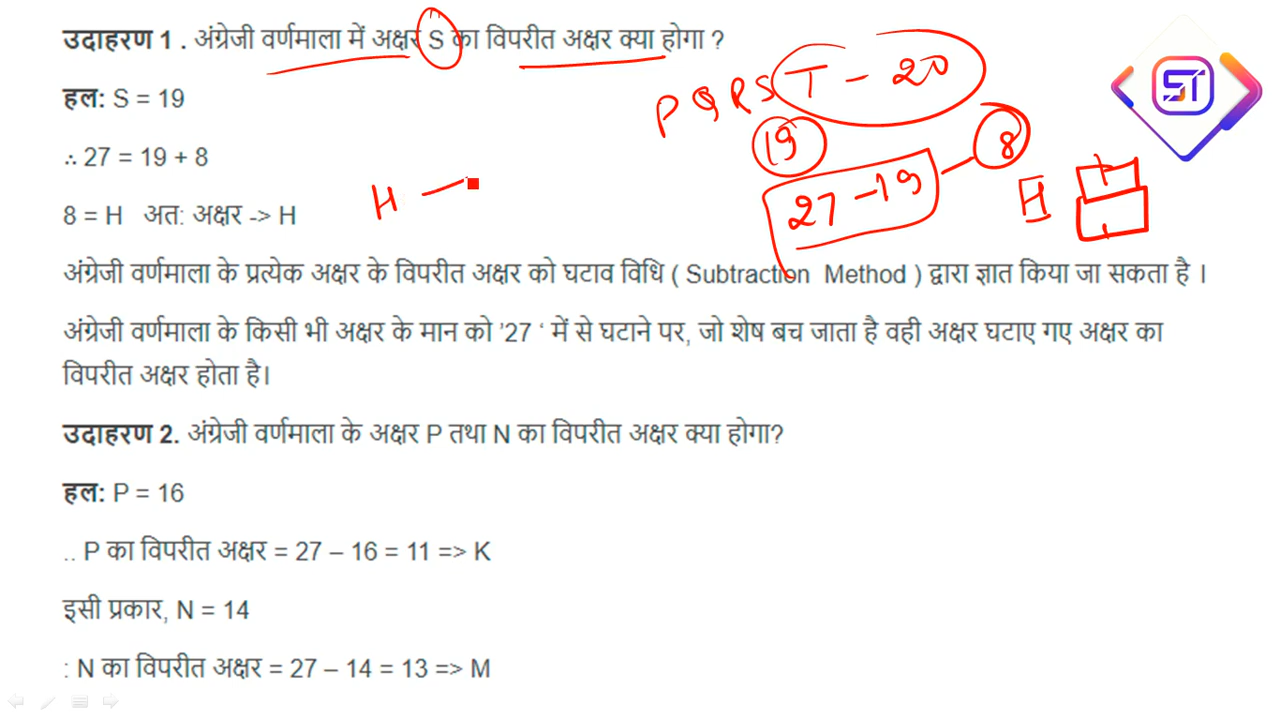 उदाहरण 1 . अंग्रेजी वर्णमाला में अक्षर S का विपरीत अक्षर क्या होगा ?
P Q R S T – 20
हल: S = 19
19
8
∴ 27 = 19 + 8
27 – 19
H –
H
8 = H अत: अक्षर -> H
अंग्रेजी वर्णमाला के प्रत्येक अक्षर के विपरीत अक्षर को घटाव विधि ( Subtraction Method ) द्वारा ज्ञात किया जा सकता है ।
अंग्रेजी वर्णमाला के किसी भी अक्षर के मान को '27 ' में से घटाने पर, जो शेष बच जाता है वही अक्षर घटाए गए अक्षर का
विपरीत अक्षर होता है।
उदाहरण 2. अंग्रेजी वर्णमाला के अक्षर P तथा N का विपरीत अक्षर क्या होगा?
हल: P = 16
.. P का विपरीत अक्षर = 27 – 16 = 11 => K
इसी प्रकार, N = 14
: N का विपरीत अक्षर = 27 – 14 = 13 => M
ST